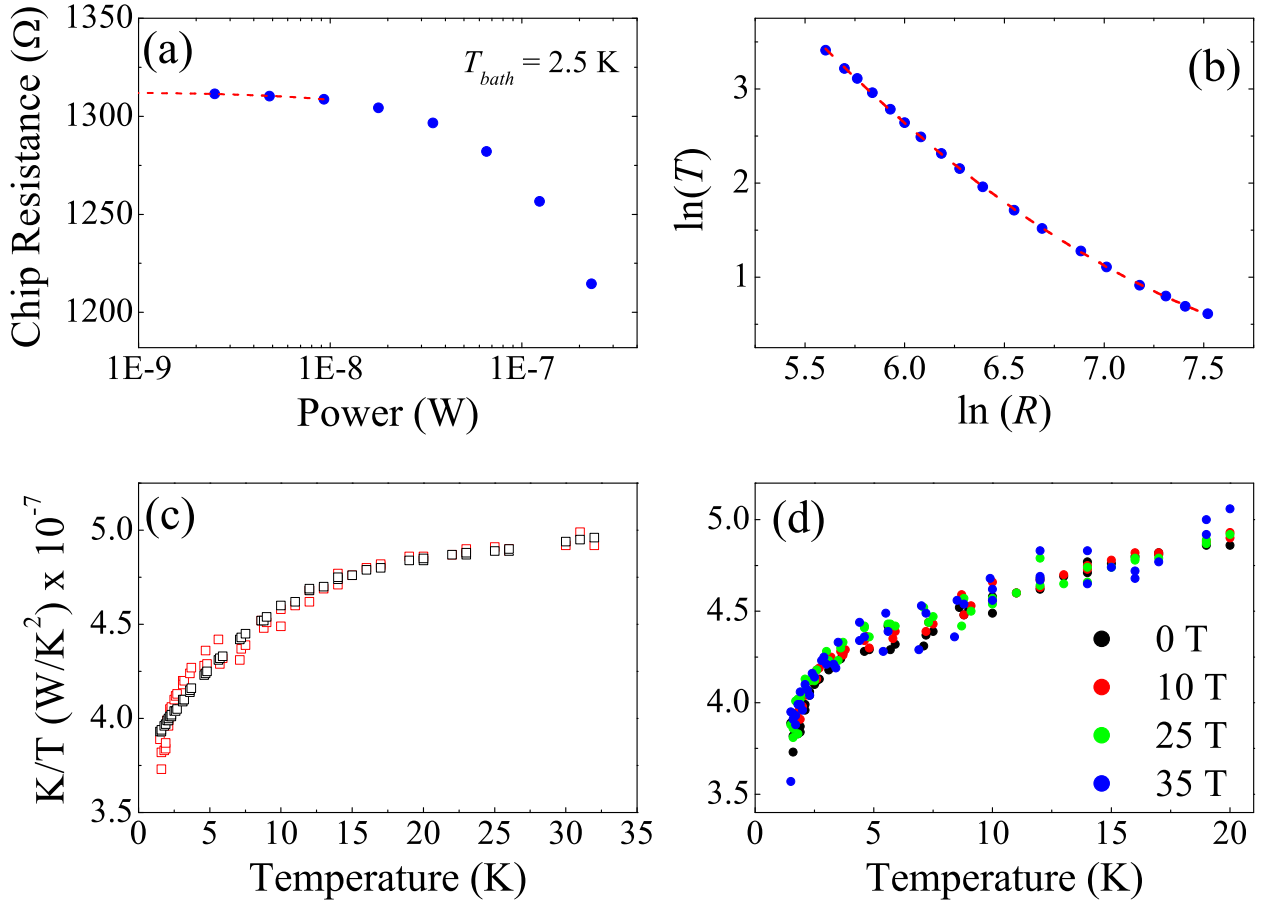 (a)
T_bath = 2.5 K
Chip Resistance (Ω)
1350
1300
1250
1200
1E-9 1E-8 1E-7
Power (W)
(b)
ln(T)
3
2
1
5.5 6.0 6.5 7.0 7.5
ln (R)
(c)
K/T (W/K²) x 10⁻⁷
5.0
4.5
4.0
3.5
0 5 10 15 20 25 30 35
Temperature (K)
(d)
5.0
4.5
4.0
3.5
0 T
10 T
25 T
35 T
0 5 10 15 20
Temperature (K)